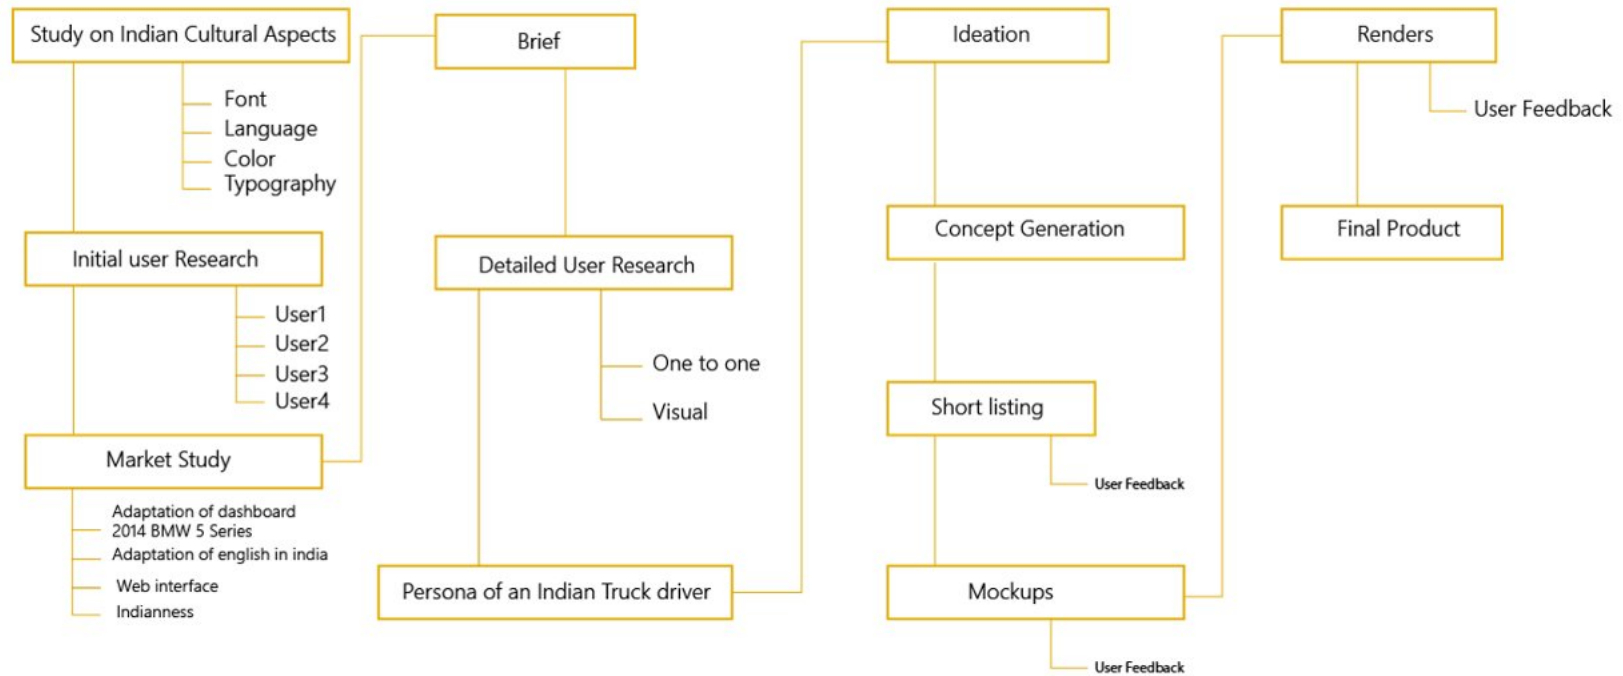 Study on Indian Cultural Aspects
Font
Language
Color
Typography
Initial user Research
User1
User2
User3
User4
Market Study
Adaptation of dashboard
2014 BMW 5 Series
Adaptation of english in india
Web interface
Indianness
Brief
Detailed User Research
One to one
Visual
Persona of an Indian Truck driver
Ideation
Concept Generation
Short listing
User Feedback
Mockups
User Feedback
Renders
User Feedback
Final Product